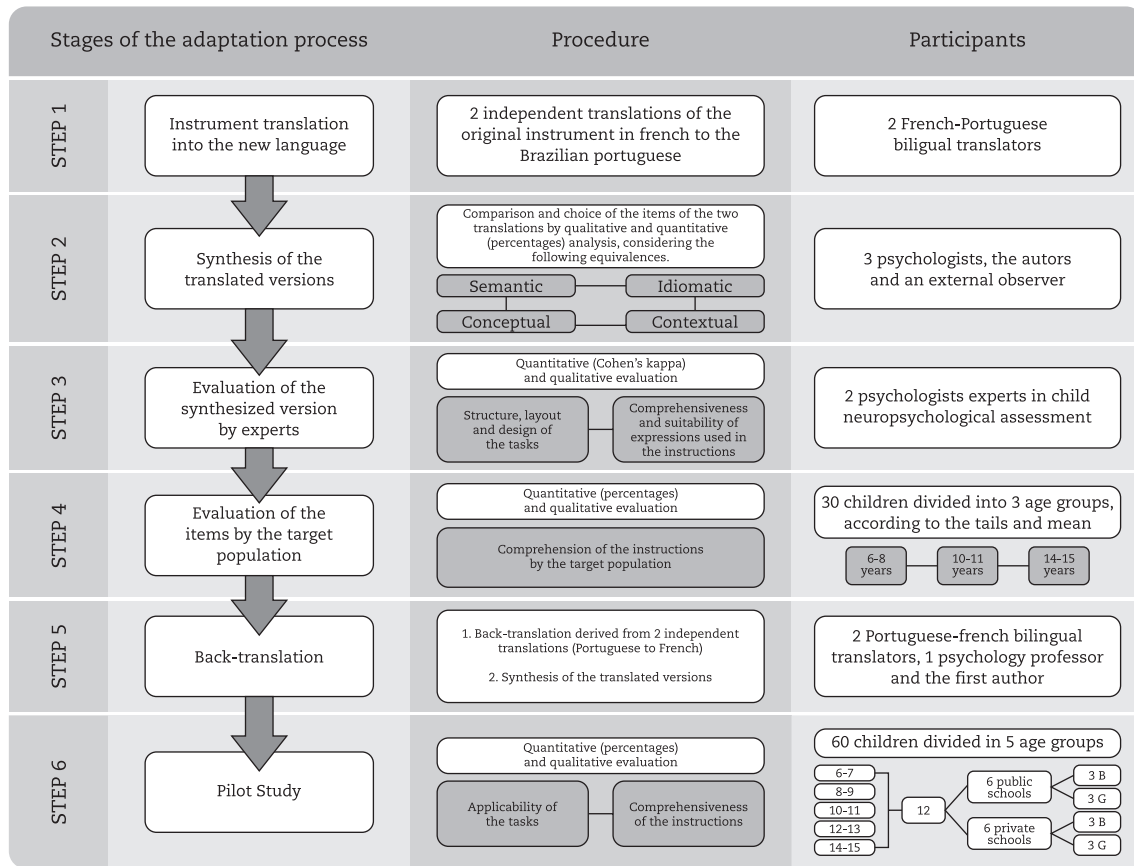 Stages of the adaptation process
Procedure
Participants
STEP 1
Instrument translation
into the new language
2 independent translations of the
original instrument in french to the
Brazilian portuguese
2 French-Portuguese
biligual translators
STEP 2
Synthesis of the
translated versions
Comparison and choice of the items of the two
translations by qualitative and quantitative
(percentages) analysis, considering the
following equivalences.
Semantic
Idiomatic
Conceptual
Contextual
3 psychologists, the autors
and an external observer
STEP 3
Evaluation of the
synthesized version
by experts
Quantitative (Cohen's kappa)
and qualitative evaluation
Structure, layout
and design of
the tasks
Comprehensiveness
and suitability of
expressions used in
the instructions
2 psychologists experts in child
neuropsychological assessment
STEP 4
Evaluation of the
items by the target
population
Quantitative (percentages)
and qualitative evaluation
Comprehension of the instructions
by the target population
30 children divided into 3 age groups,
according to the tails and mean
6-8
years
10-11
years
14-15
years
STEP 5
Back-translation
1. Back-translation derived from 2 independent
translations (Portuguese to French)
2. Synthesis of the translated versions
2 Portuguese-french bilingual
translators, 1 psychology professor
and the first author
STEP 6
Pilot Study
Quantitative (percentages)
and qualitative evaluation
Applicability of
the tasks
Comprehensiveness
of the instructions
60 children divided in 5 age groups
6-7
8-9
10-11
12-13
14-15
12
6 public
schools
3 B
3 G
6 private
schools
3 B
3 G